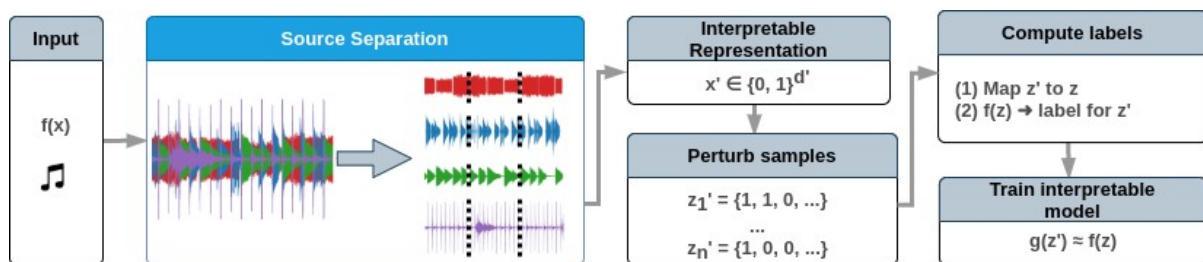 Input
f(x)
Source Separation
Interpretable
Representation
x' ∈ {0, 1}^d'
Perturb samples
z₁' = {1, 1, 0, ...}
...
zₙ' = {1, 0, 0, ...}
Compute labels
(1) Map z' to z
(2) f(z) ➔ label for z'
Train interpretable
model
g(z') ≈ f(z)